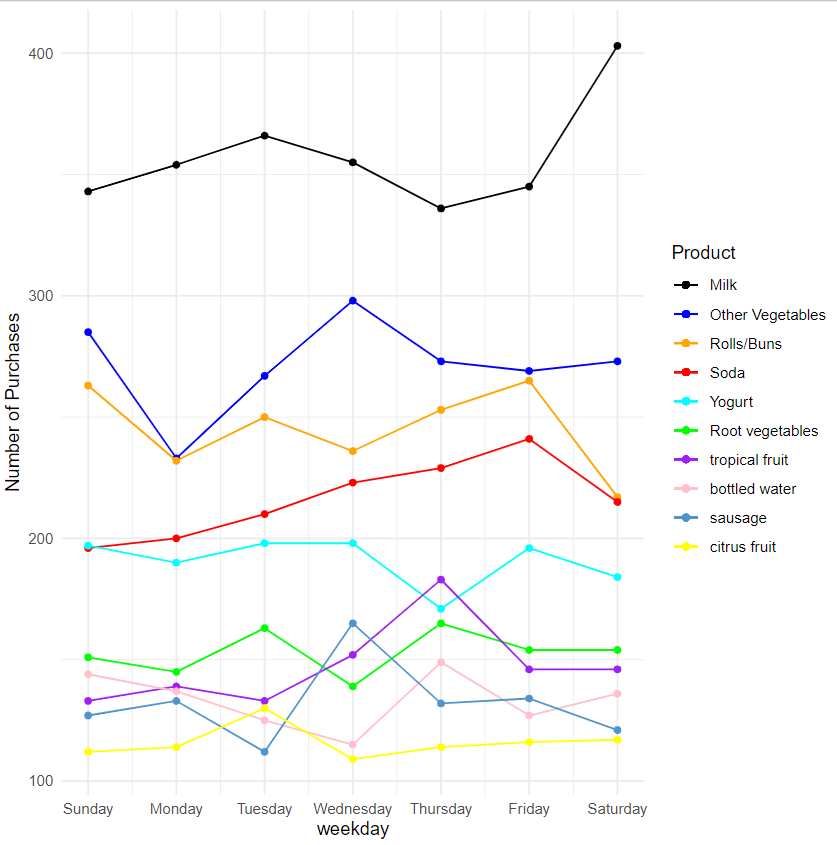 400
300
200
100
Number of Purchases
Sunday Monday Tuesday Wednesday Thursday Friday Saturday
weekday
Product
Milk
Other Vegetables
Rolls/Buns
Soda
Yogurt
Root vegetables
tropical fruit
bottled water
sausage
citrus fruit